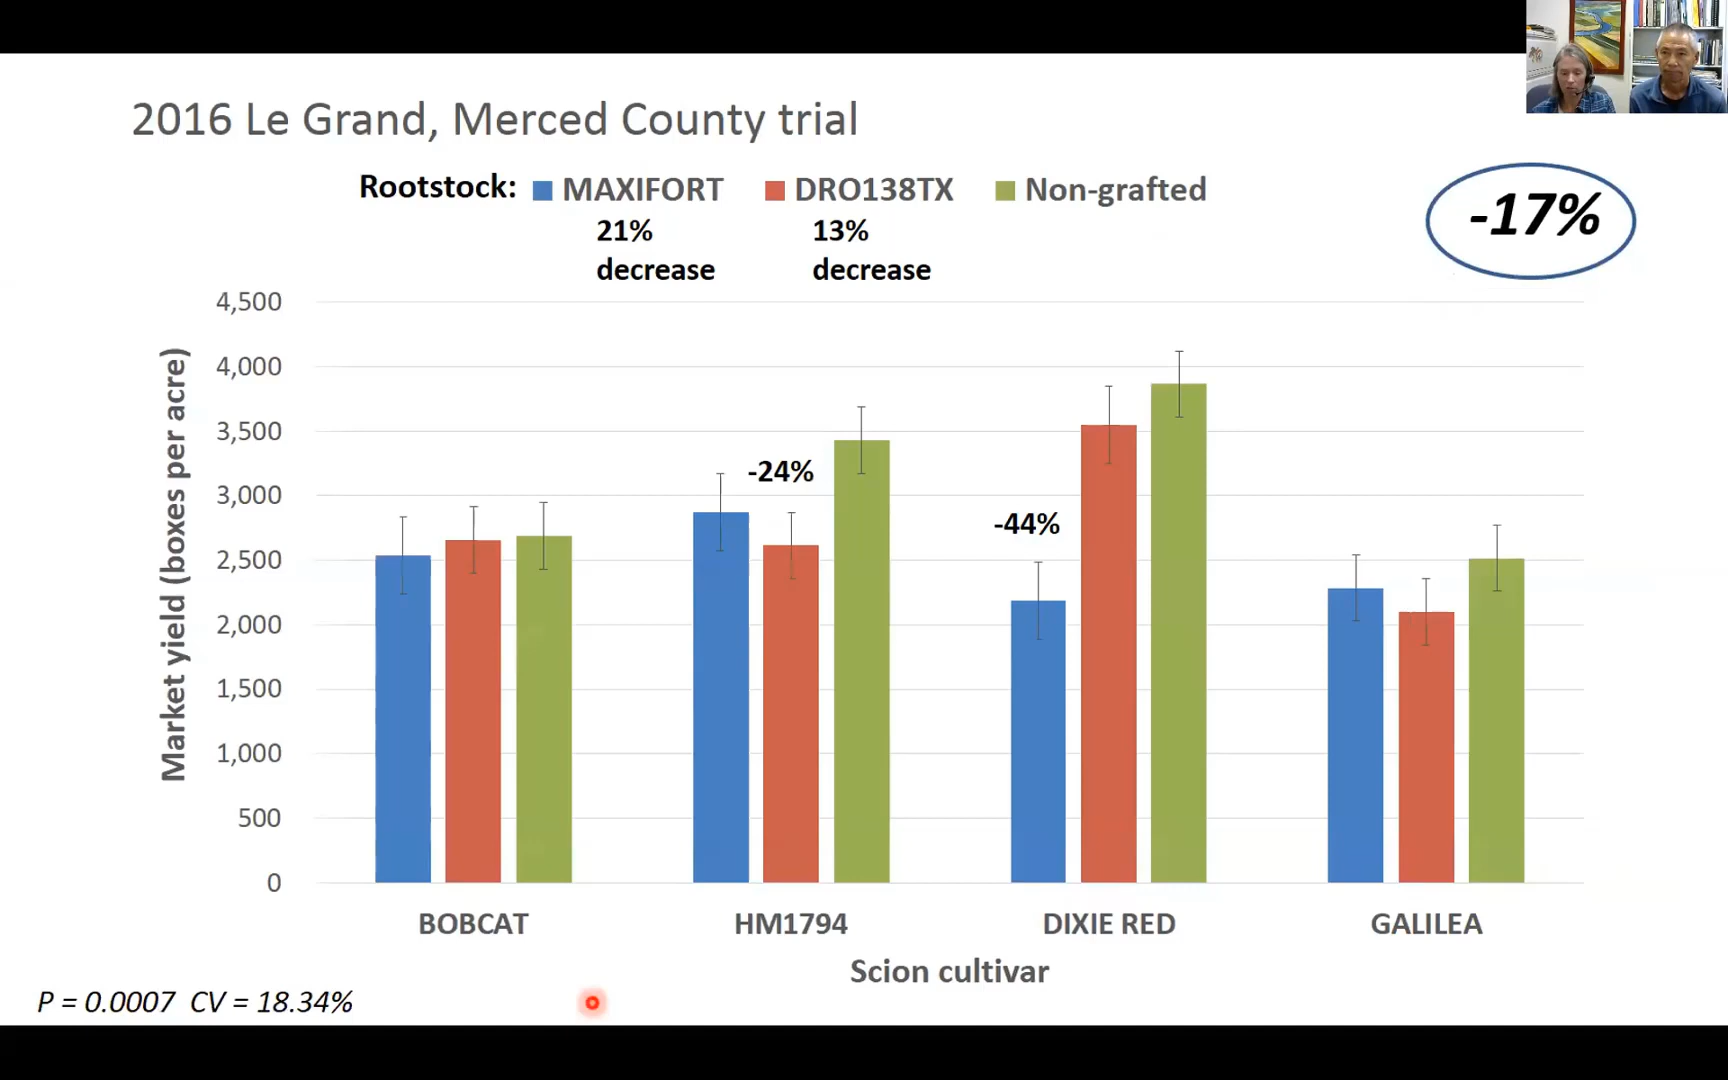 2016 Le Grand, Merced County trial
Rootstock: MAXIFORT DRO138TX Non-grafted
21% decrease
13% decrease
-17%
4,500
4,000
3,500
3,000
2,500
2,000
1,500
1,000
500
0
Market yield (boxes per acre)
-24%
-44%
BOBCAT HM1794 DIXIE RED GALILEA
Scion cultivar
P = 0.0007 CV = 18.34%